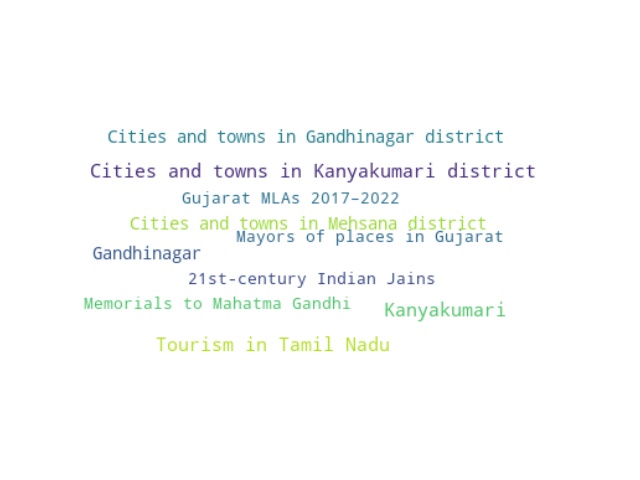 Cities and towns in Gandhinagar district
Cities and towns in Kanyakumari district
Gujarat MLAs 2017–2022
Cities and towns in Mehsana district
Mayors of places in Gujarat
Gandhinagar
21st-century Indian Jains
Memorials to Mahatma Gandhi
Kanyakumari
Tourism in Tamil Nadu